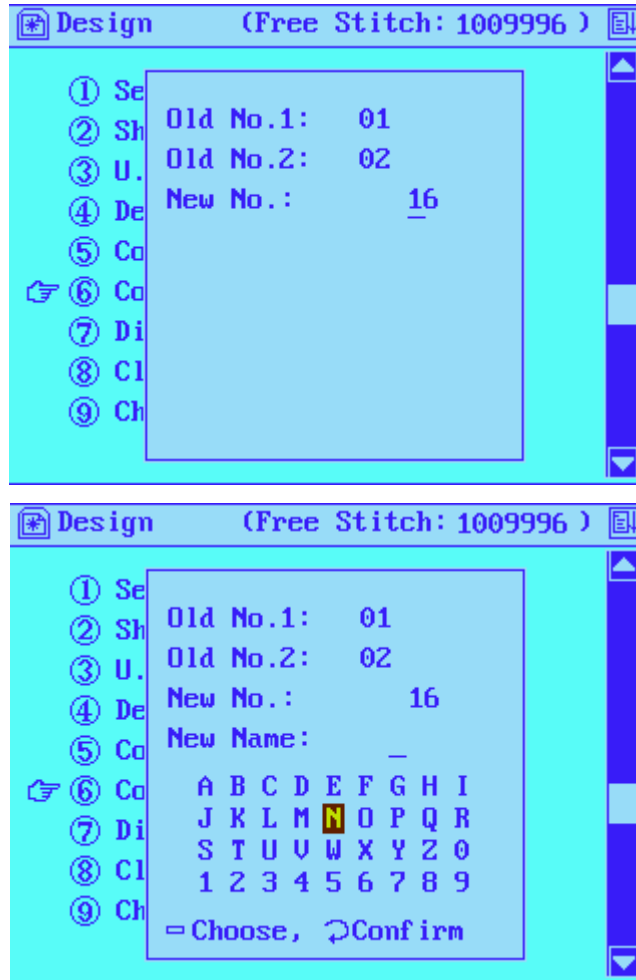 Design (Free Stitch: 1009996 )
① Se
② Sh
③ U.
④ De
⑤ Co
⑥ Co
⑦ Di
⑧ Cl
⑨ Ch
Old No.1: 01
Old No.2: 02
New No.: 16
Design (Free Stitch: 1009996 )
① Se
② Sh
③ U.
④ De
⑤ Co
⑥ Co
⑦ Di
⑧ Cl
⑨ Ch
Old No.1: 01
Old No.2: 02
New No.: 16
New Name: _
A B C D E F G H I
J K L M N O P Q R
S T U V W X Y Z 0
1 2 3 4 5 6 7 8 9
Choose, Confirm